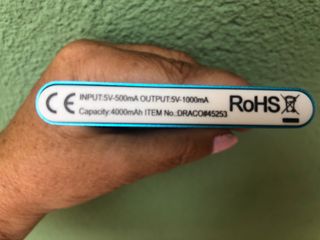 CE INPUT:5V-500mA OUTPUT:5V-1000mA RoHS
Capacity:4000mAh ITEM No.:DRACO#45253